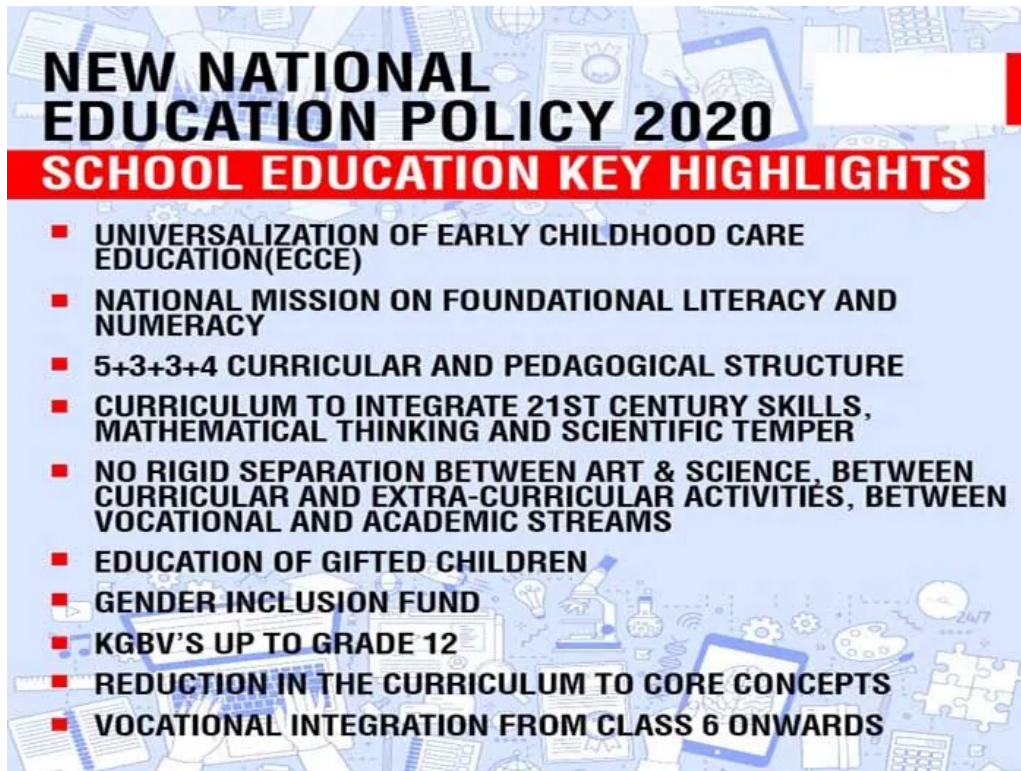 NEW NATIONAL
EDUCATION POLICY 2020
SCHOOL EDUCATION KEY HIGHLIGHTS
UNIVERSALIZATION OF EARLY CHILDHOOD CARE
EDUCATION(ECCE)
NATIONAL MISSION ON FOUNDATIONAL LITERACY AND
NUMERACY
5+3+3+4 CURRICULAR AND PEDAGOGICAL STRUCTURE
CURRICULUM TO INTEGRATE 21ST CENTURY SKILLS,
MATHEMATICAL THINKING AND SCIENTIFIC TEMPER
NO RIGID SEPARATION BETWEEN ART & SCIENCE, BETWEEN
CURRICULAR AND EXTRA-CURRICULAR ACTIVITIES, BETWEEN
VOCATIONAL AND ACADEMIC STREAMS
EDUCATION OF GIFTED CHILDREN
GENDER INCLUSION FUND
24/7
KGBV'S UP TO GRADE 12
REDUCTION IN THE CURRICULUM TO CORE CONCEPTS
VOCATIONAL INTEGRATION FROM CLASS 6 ONWARDS